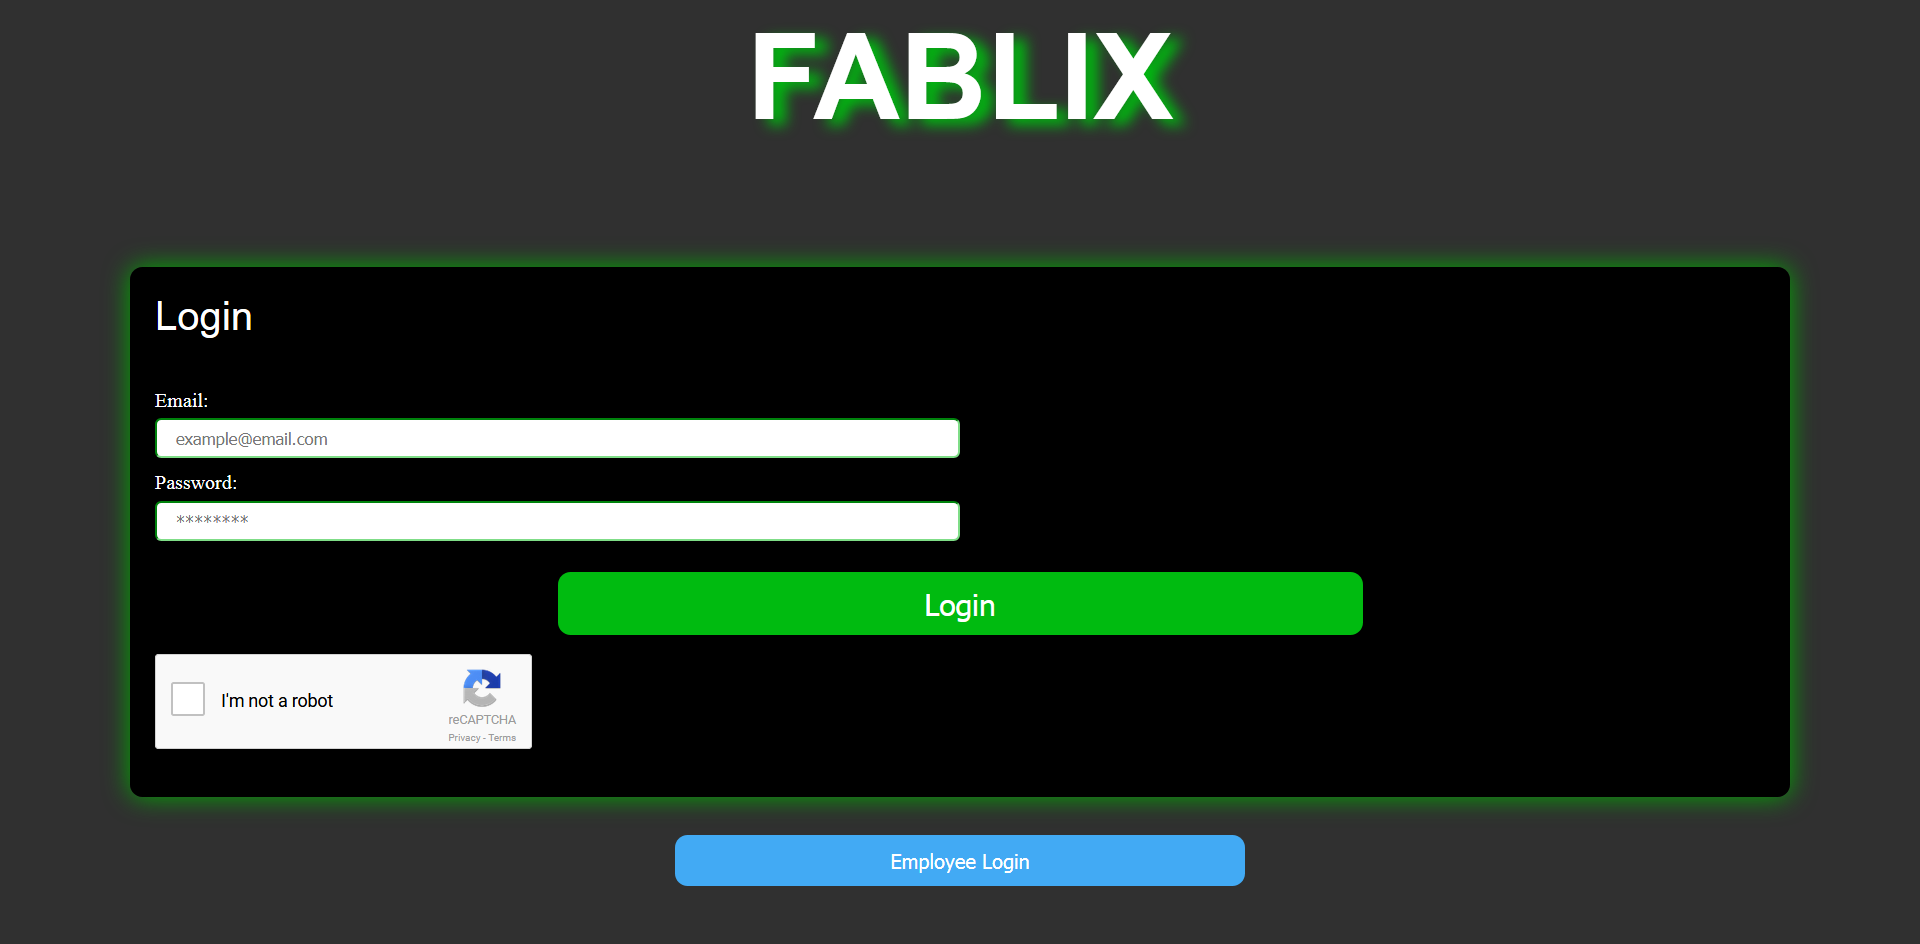 FABLIX
Login
Email:
example@email.com
Password:
********
Login
I'm not a robot
reCAPTCHA
Privacy - Terms
Employee Login